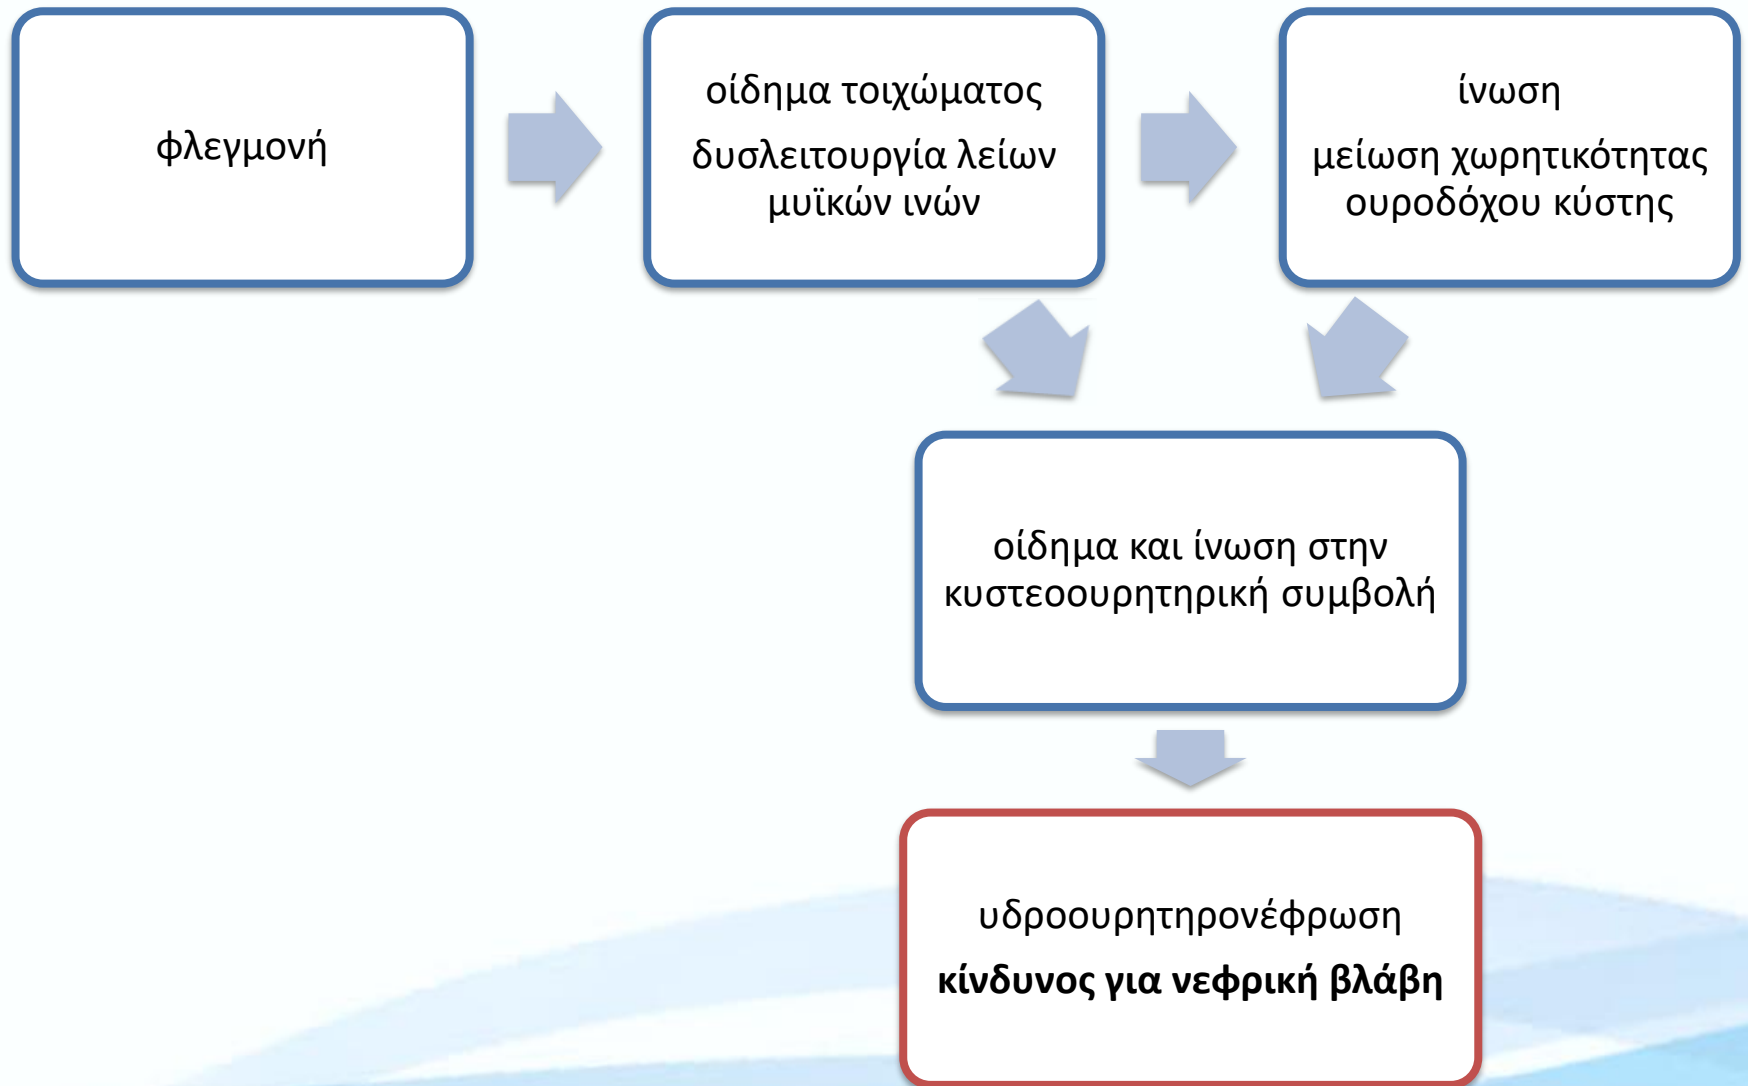 φλεγμονή
οίδημα τοιχώματος
δυσλειτουργία λείων
μυϊκών ινών
ίνωση
μείωση χωρητικότητας
ουροδόχου κύστης
οίδημα και ίνωση στην
κυστεοουρητηρική συμβολή
υδροουρητηρονέφρωση
κίνδυνος για νεφρική βλάβη